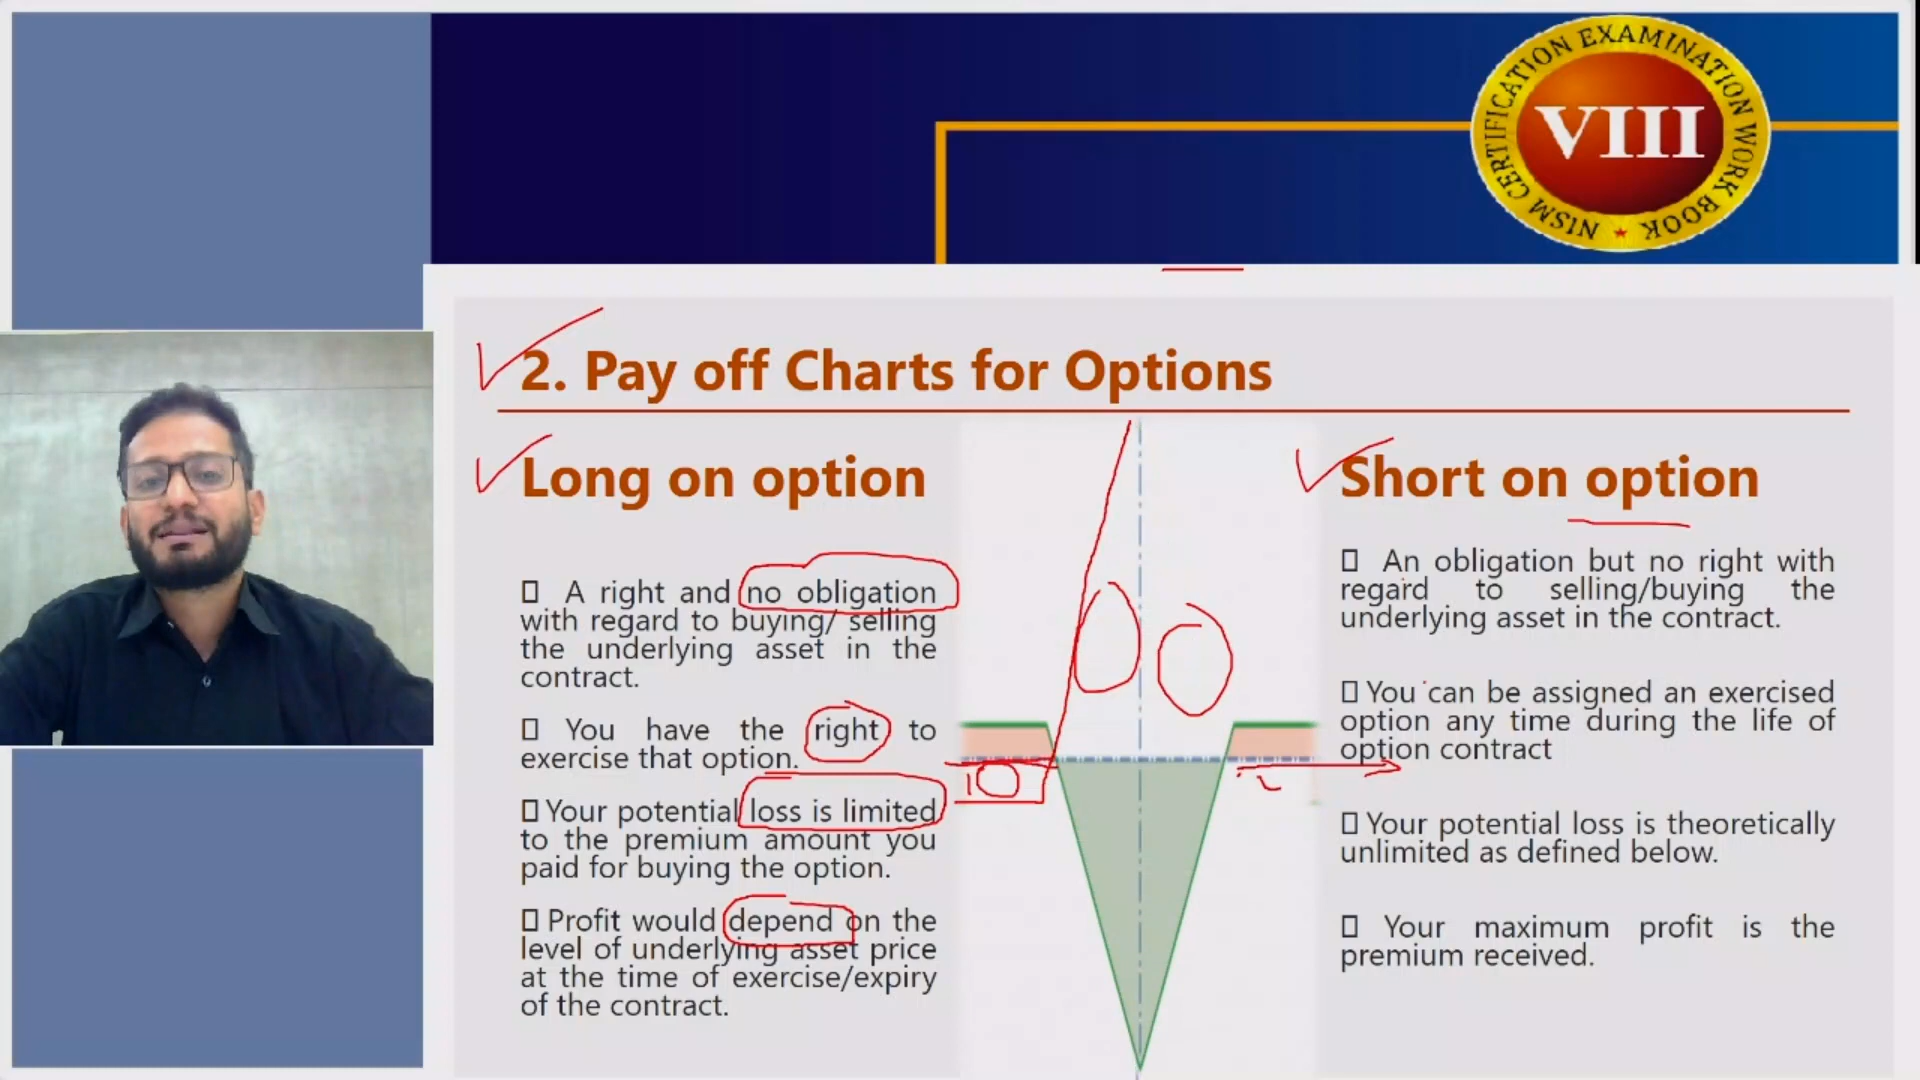 NISM CERTIFICATION EXAMINATION WORK BOOK
VIII
2. Pay off Charts for Options
Long on option
A right and no obligation
with regard to buying/ selling
the underlying asset in the
contract.
You have the right to
exercise that option.
Your potential loss is limited
to the premium amount you
paid for buying the option.
Profit would depend on the
level of underlying asset price
at the time of exercise/expiry
of the contract.
10
Short on option
An obligation but no right with
regard to selling/buying the
underlying asset in the contract.
You can be assigned an exercised
option any time during the life of
option contract
Your potential loss is theoretically
unlimited as defined below.
Your maximum profit is the
premium received.